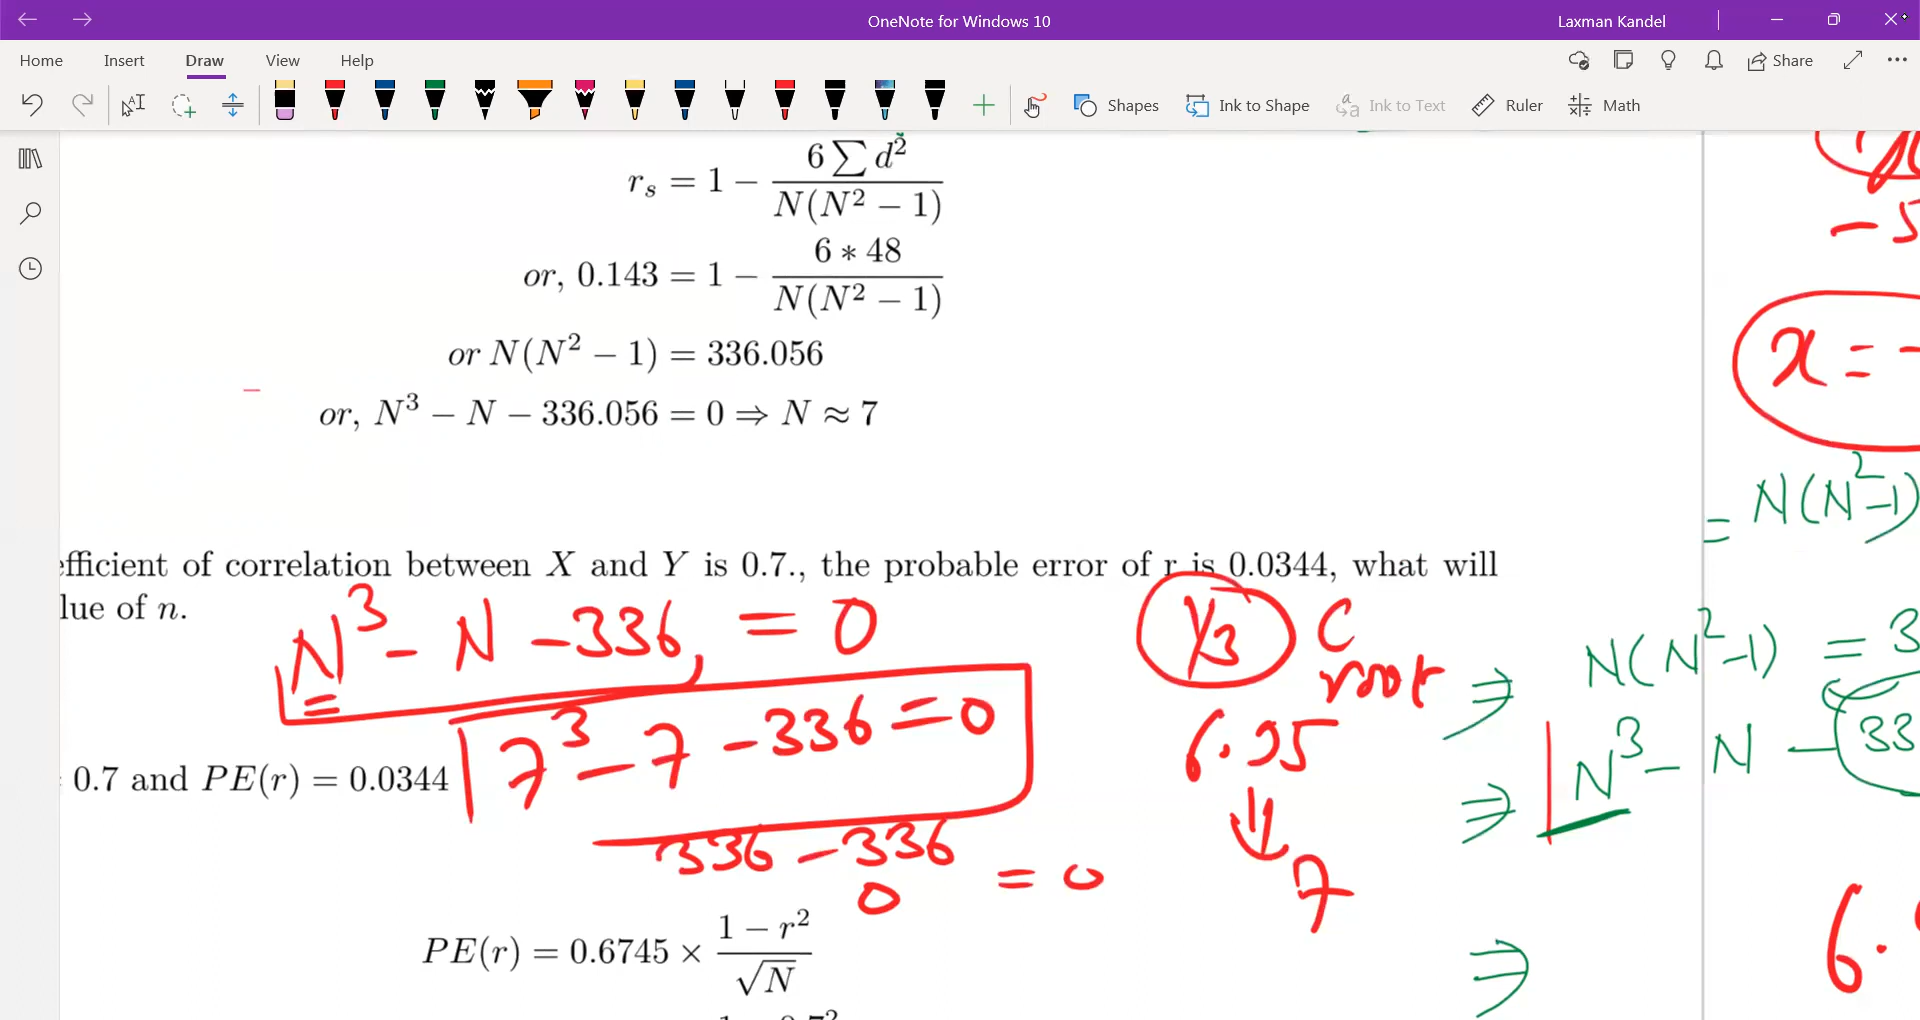 OneNote for Windows 10
Laxman Kandel
Home Insert Draw View Help
Share
Shapes Ink to Shape Ink to Text Ruler Math
r_s = 1 − 6 ∑ d² / N(N² − 1)
or, 0.143 = 1 − 6 * 48 / N(N² − 1)
or N(N² − 1) = 336.056
or, N³ − N − 336.056 = 0 ⇒ N ≈ 7
− 5
x = -
= N(N²-1)
efficient of correlation between X and Y is 0.7., the probable error of r is 0.0344, what will
lue of n.
N³ - N - 336, = 0
1/3 C
root
⇒ N(N²-1) = 3
7³ - 7 - 336 = 0
6.95
⇒ N³ - N - 33
0.7 and PE(r) = 0.0344
336 - 336
0 = 0
7
PE(r) = 0.6745 × 1 − r² / √N
⇒
6.